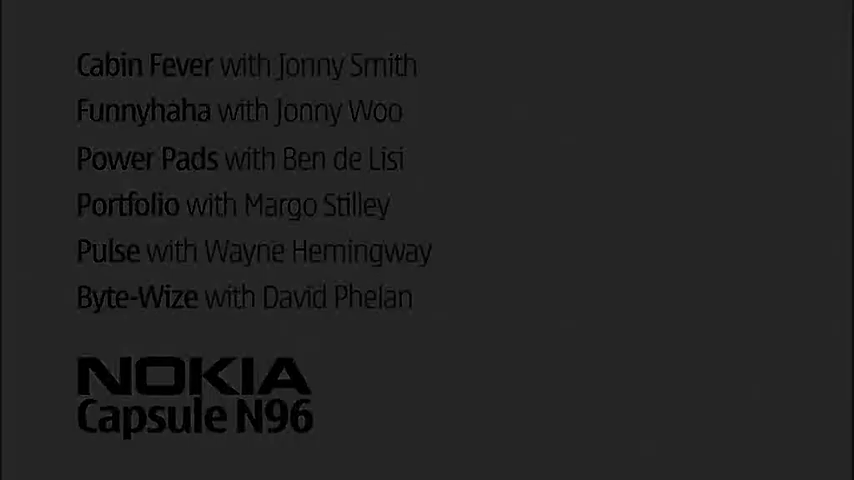 Cabin Fever with Jonny Smith
Funnyhaha with Jonny Woo
Power Pads with Ben de Lisi
Portfolio with Margo Stilley
Pulse with Wayne Hemingway
Byte-Wize with David Phelan
NOKIA
Capsule N96